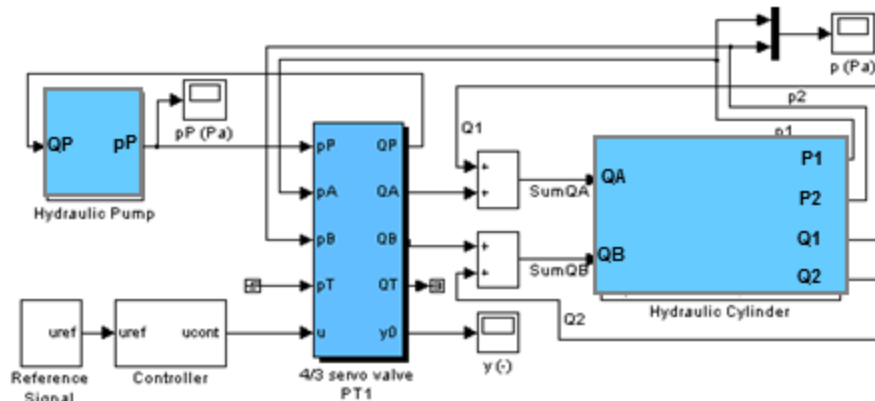 p (Pa)
p2
p1
pP (Pa)
QP
pP
Hydraulic Pump
Q1
pP
QP
pA
QA
pB
QB
pT
QT
u
y0
+
+
SumQA
+
+
SumQB
QA
QB
P1
P2
Q1
Q2
Hydraulic Cylinder
Q2
uref
Reference
Signal
uref
ucont
Controller
4/3 servo valve
PT1
y (-)